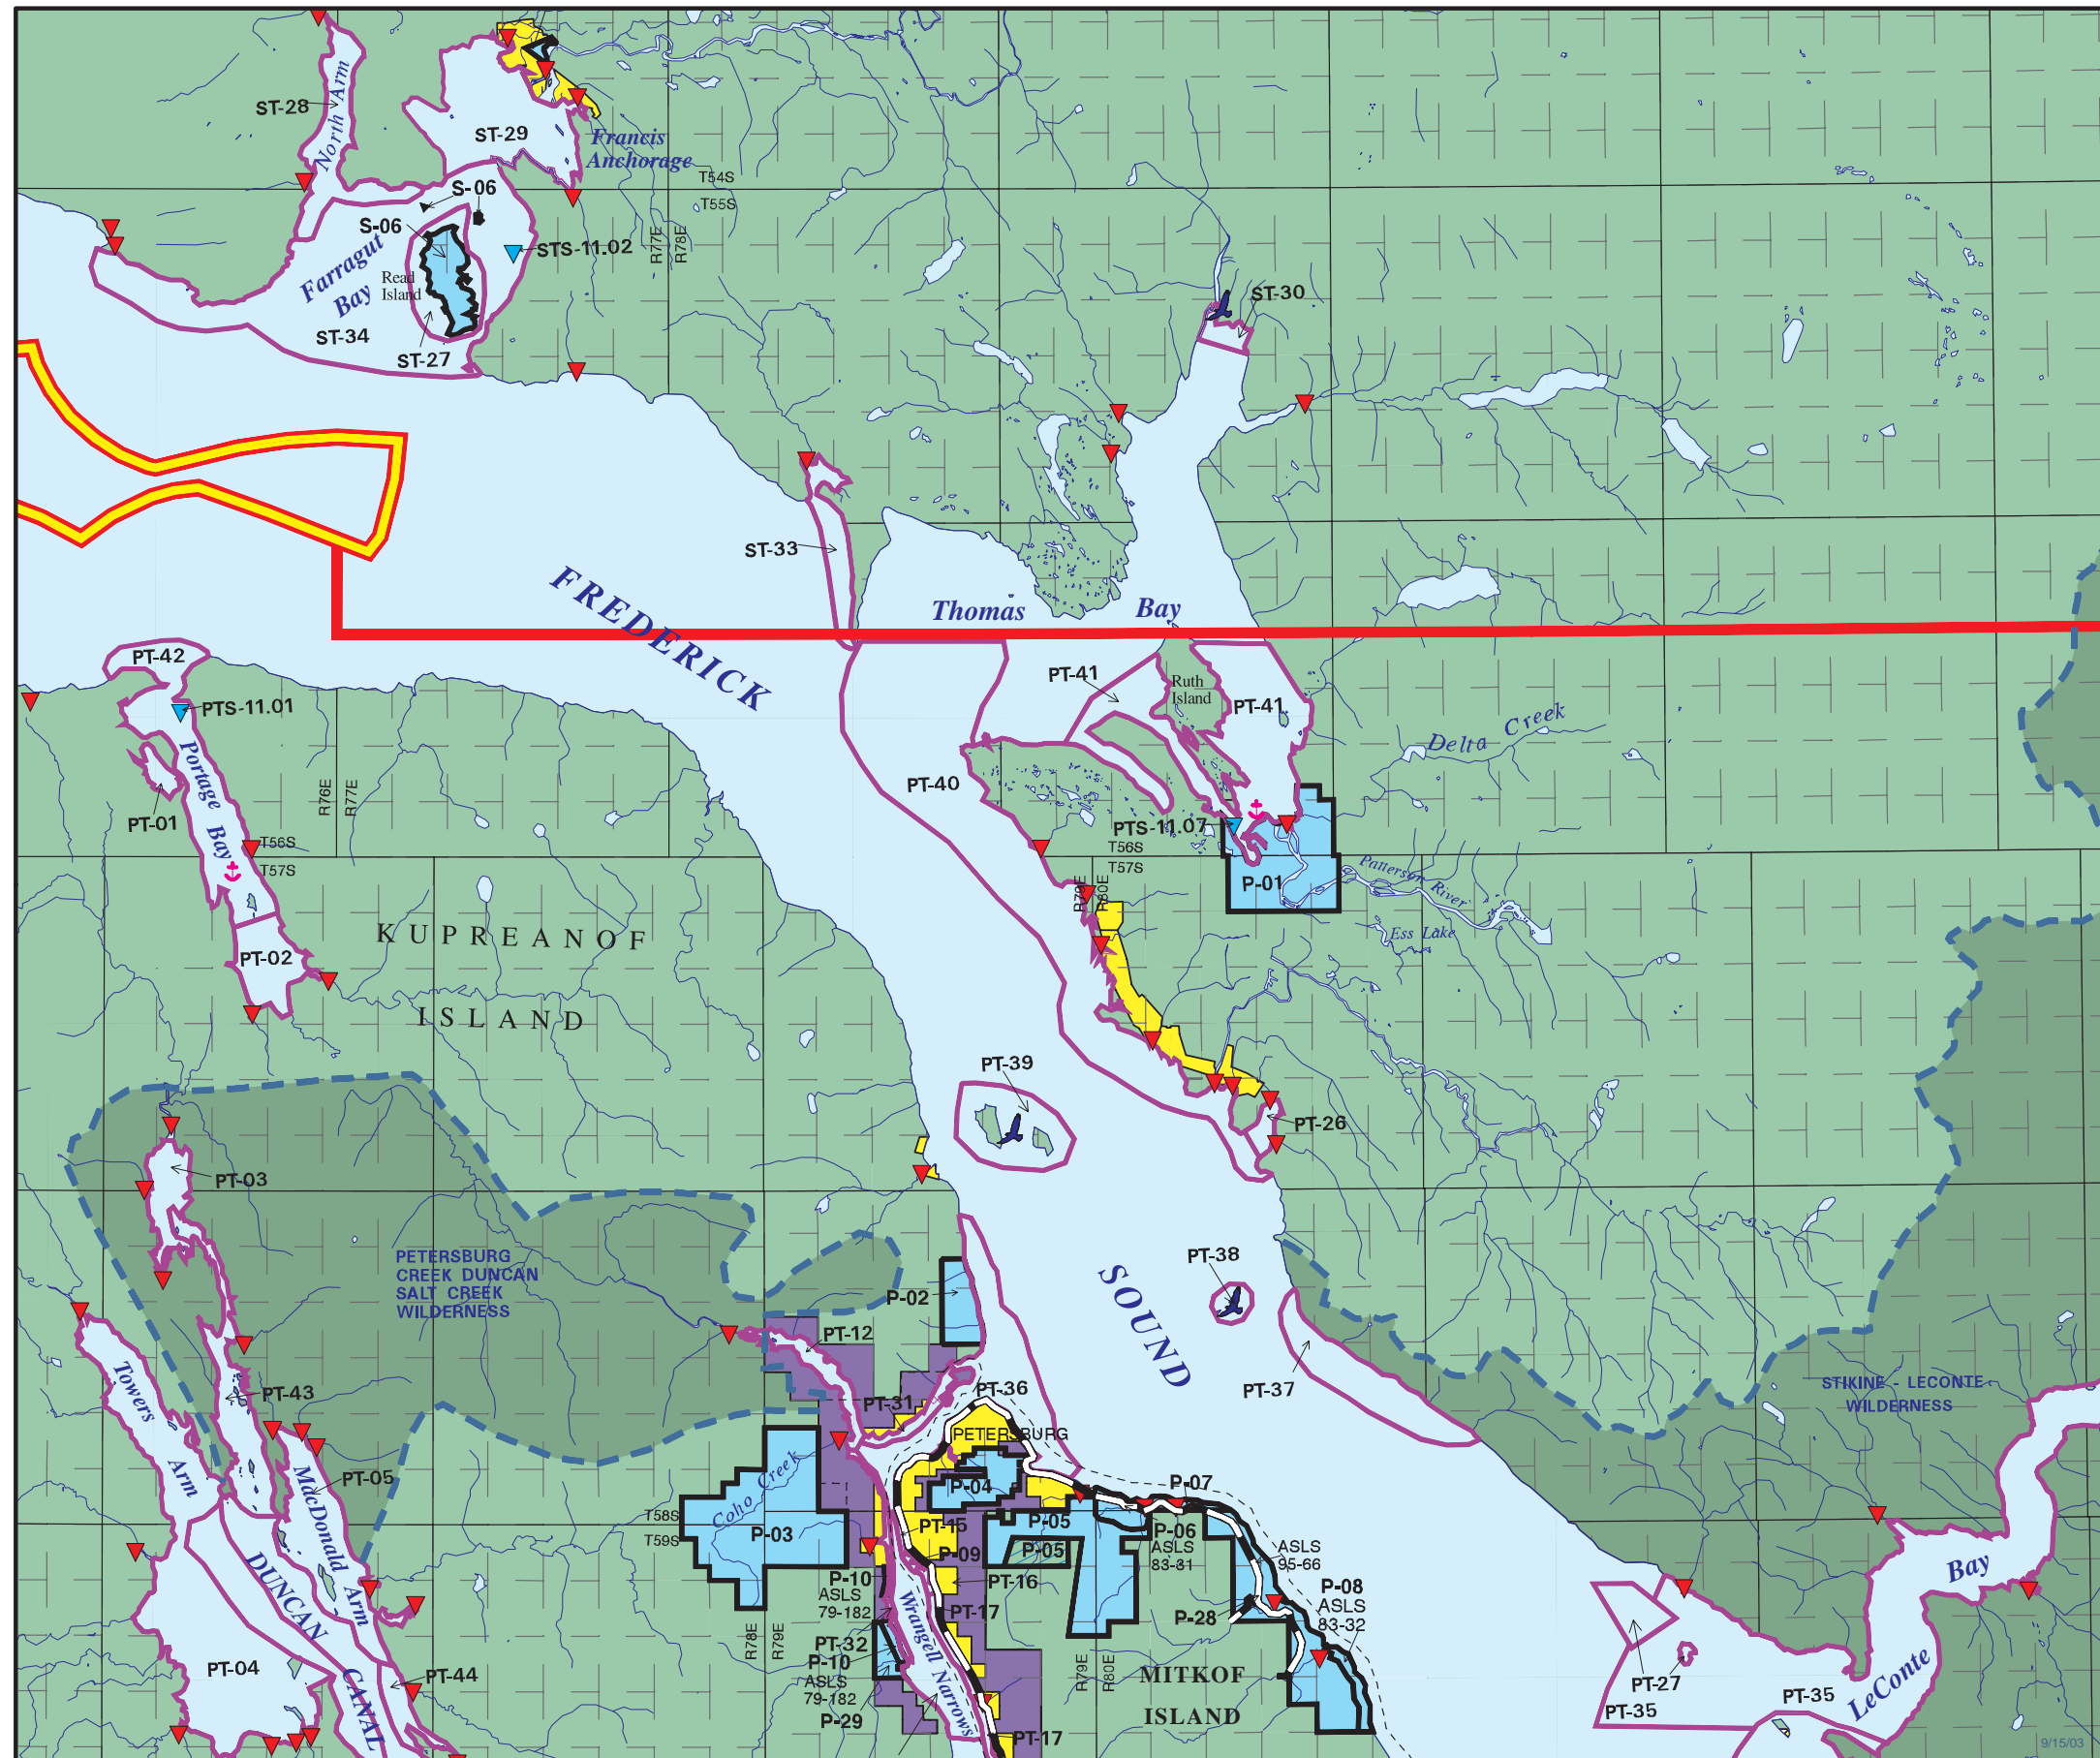 ST-28
North Arm
ST-29
Francis
Anchorage
T54S
T55S
S-06
S-06
STS-11.02
R77E
R78E
Farragut
Bay
Read
Island
ST-34
ST-27
ST-30
ST-33
FREDERICK
Thomas
Bay
PT-42
PTS-11.01
Portage
Bay
PT-01
R76E
R77E
T56S
T57S
PT-02
PT-41
Ruth
Island
PT-41
Delta Creek
PT-40
PTS-11.07
T56S
T57S
R79E
R80E
P-01
Patterson River
Ess Lake
KUPREANOF
ISLAND
PT-39
PT-26
PT-03
PETERSBURG
CREEK DUNCAN
SALT CREEK
WILDERNESS
P-02
PT-38
SOUND
PT-12
PT-37
PT-31
PT-36
PETERSBURG
STIKINE - LECONTE
WILDERNESS
Towers
Arm
PT-43
PT-05
MacDonald
Arm
Coho Creek
P-03
T58S
T59S
P-04
P-07
P-05
P-06
ASLS
83-31
PT-15
P-05
P-09
ASLS
95-66
P-10
ASLS
79-182
PT-16
P-08
ASLS
83-32
PT-17
P-28
DUNCAN
CANAL
PT-04
PT-44
R78E
R79E
PT-32
P-10
ASLS
79-182
P-29
Wrangell Narrows
PT-17
R79E
R80E
MITKOF
ISLAND
Bay
LeConte
PT-27
PT-35
PT-35
9/15/03